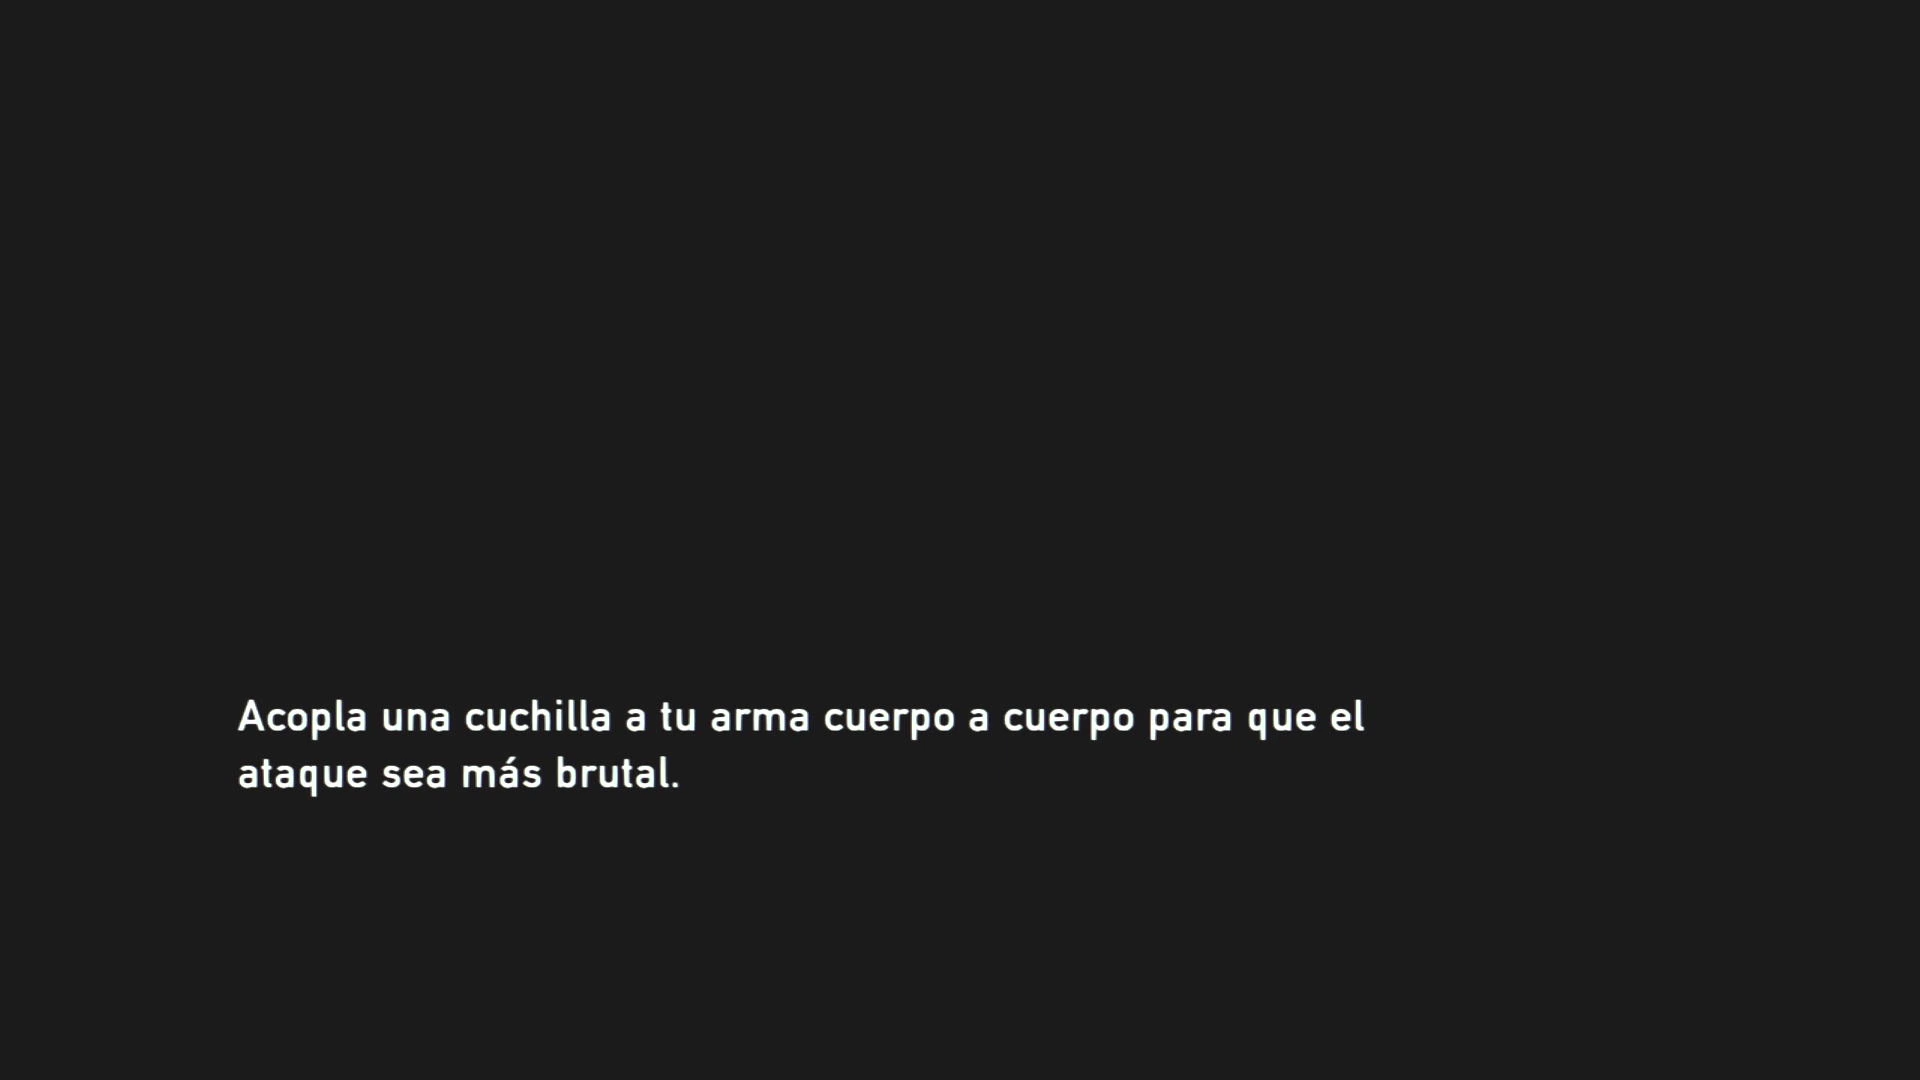 Acopla una cuchilla a tu arma cuerpo a cuerpo para que el
ataque sea más brutal.